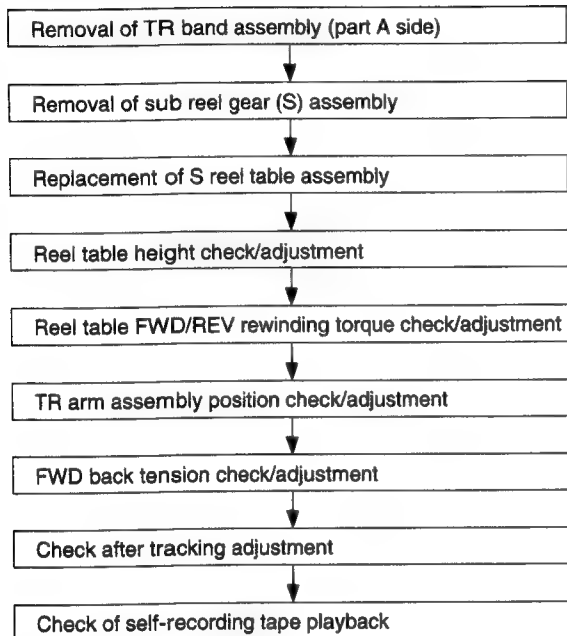 Removal of TR band assembly (part A side)
Removal of sub reel gear (S) assembly
Replacement of S reel table assembly
Reel table height check/adjustment
Reel table FWD/REV rewinding torque check/adjustment
TR arm assembly position check/adjustment
FWD back tension check/adjustment
Check after tracking adjustment
Check of self-recording tape playback